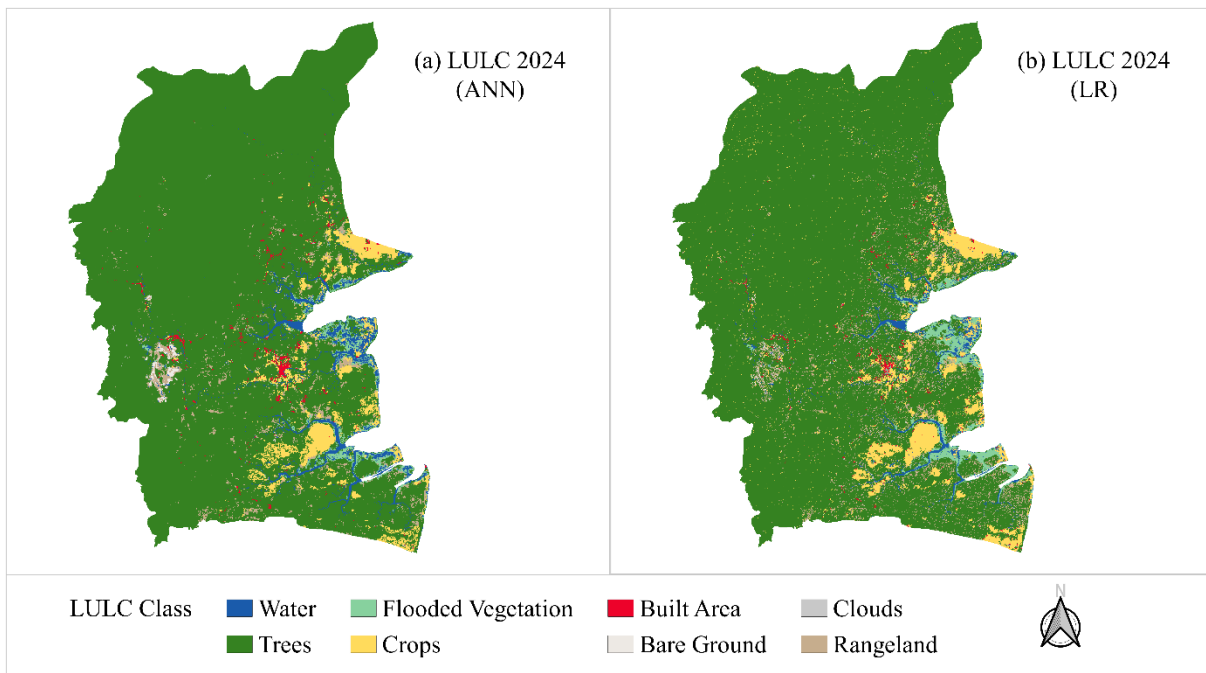 (a) LULC 2024
(ANN)
(b) LULC 2024
(LR)
LULC Class
Water
Flooded Vegetation
Built Area
Clouds
Trees
Crops
Bare Ground
Rangeland
N